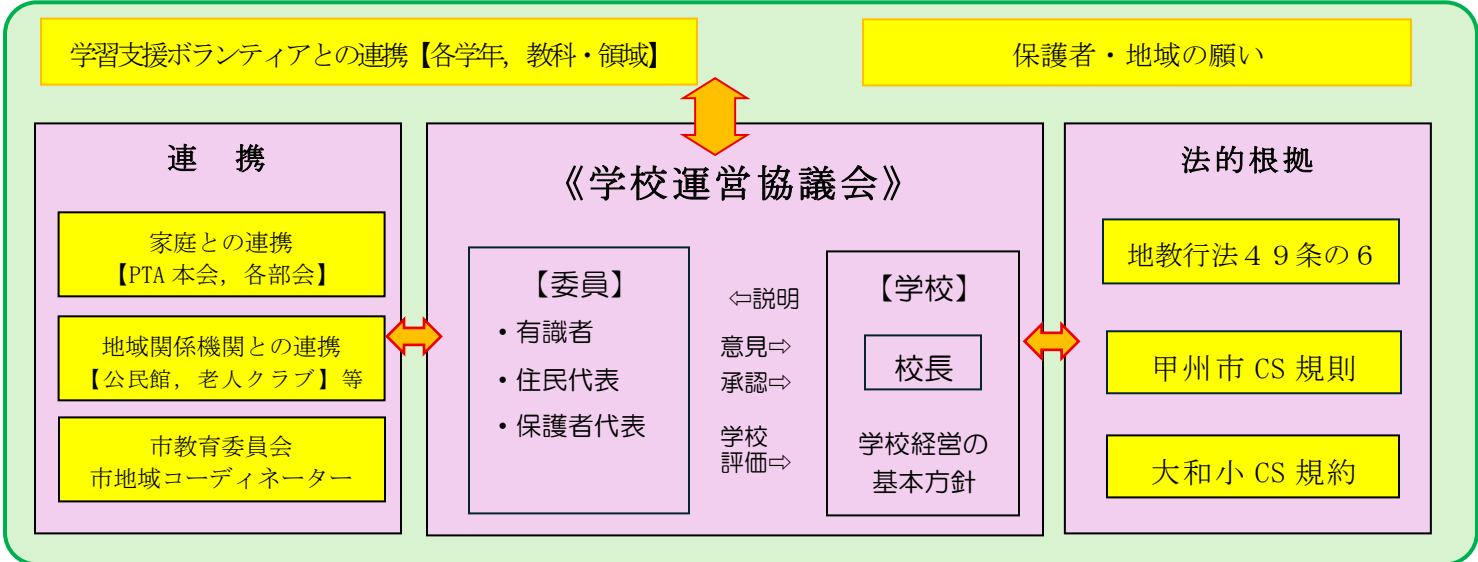 学習支援ボランティアとの連携【各学年，教科・領域】
保護者・地域の願い
連　携
家庭との連携
【PTA 本会，各部会】
地域関係機関との連携
【公民館，老人クラブ】等
市教育委員会
市地域コーディネーター
《学校運営協議会》
【委員】
・有識者
・住民代表
・保護者代表
⇦説明
意見⇨
承認⇨
学校
評価⇨
【学校】
校長
学校経営の
基本方針
法的根拠
地教行法４９条の６
甲州市 CS 規則
大和小 CS 規約